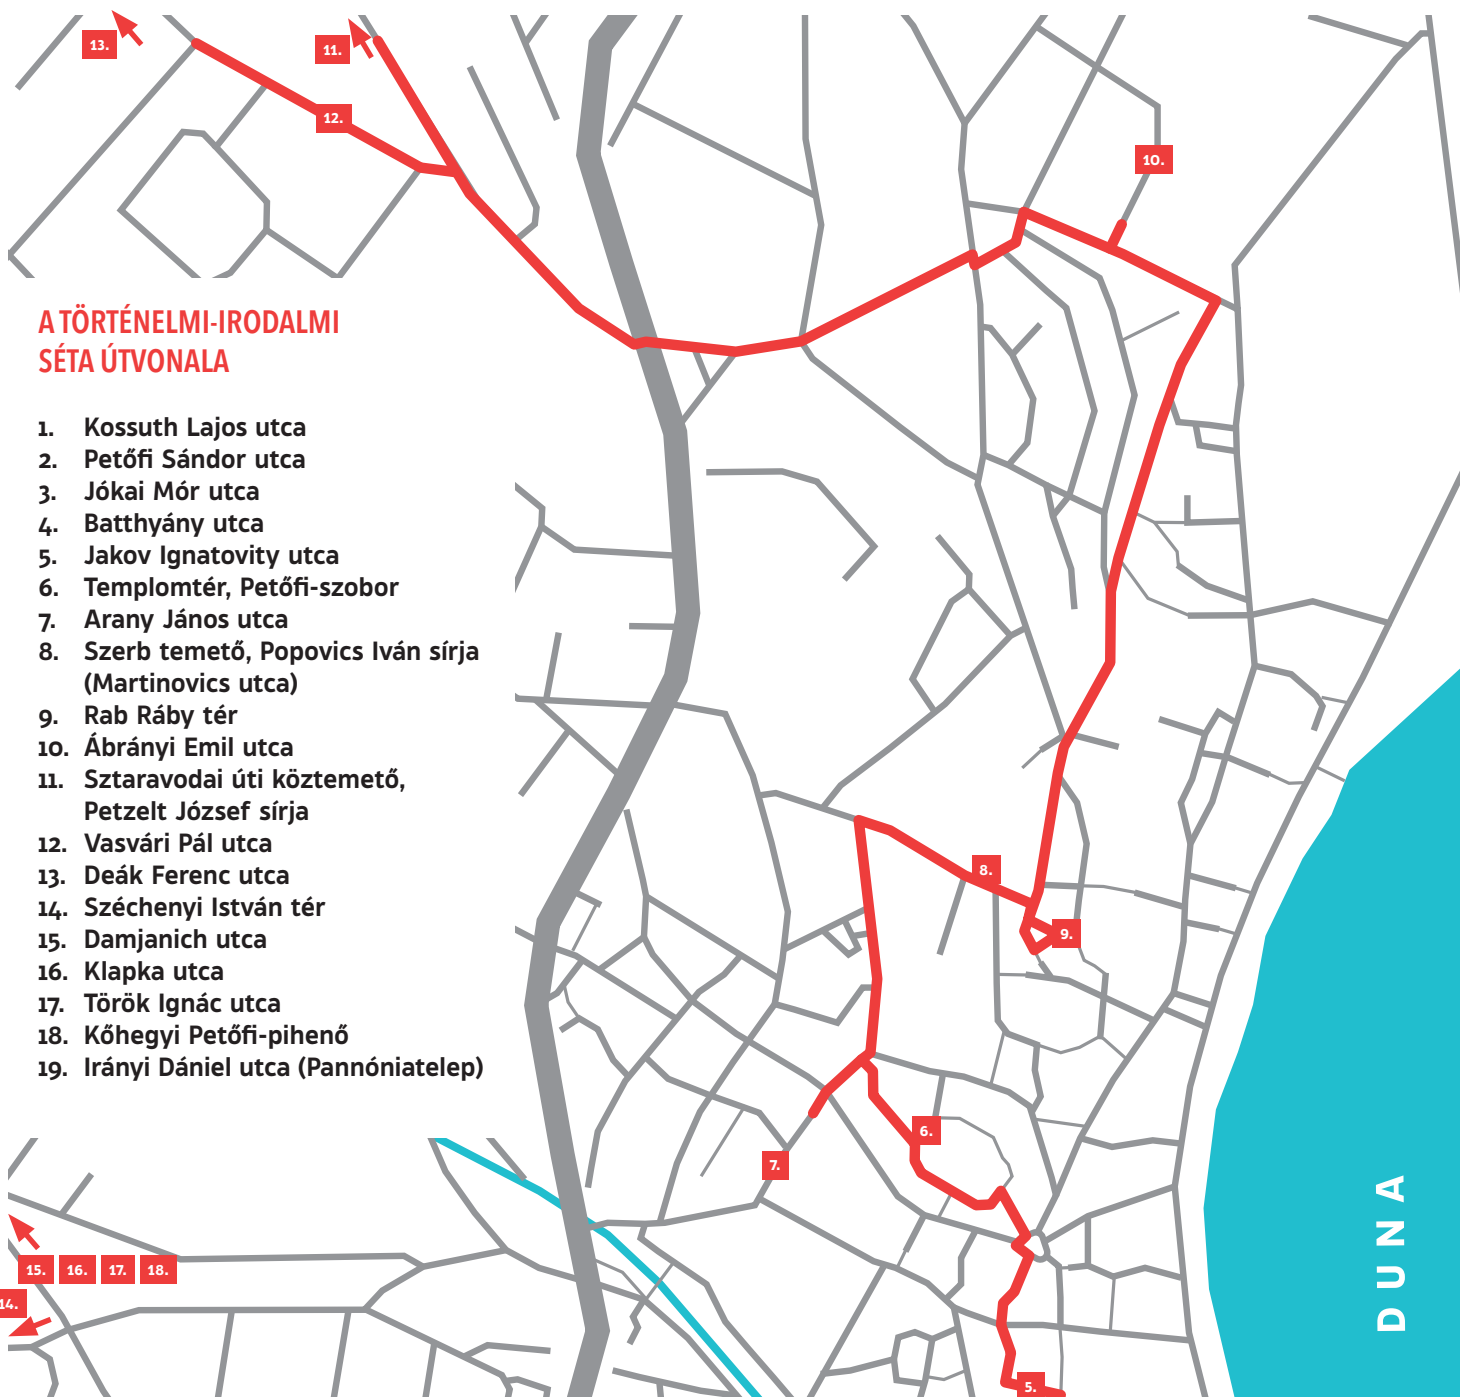 13.
11.
12.
10.
A TÖRTÉNELMI-IRODALMI
SÉTA ÚTVONALA
1. Kossuth Lajos utca
2. Petőfi Sándor utca
3. Jókai Mór utca
4. Batthyány utca
5. Jakov Ignatovity utca
6. Templomtér, Petőfi-szobor
7. Arany János utca
8. Szerb temető, Popovics Iván sírja
(Martinovics utca)
9. Rab Ráby tér
10. Ábrányi Emil utca
11. Sztaravodai úti köztemető,
Petzelt József sírja
12. Vasvári Pál utca
13. Deák Ferenc utca
14. Széchenyi István tér
15. Damjanich utca
16. Klapka utca
17. Török Ignác utca
18. Kőhegyi Petőfi-pihenő
19. Irányi Dániel utca (Pannóniatelep)
8.
9.
6.
7.
15. 16. 17. 18.
14.
5.
DUNA